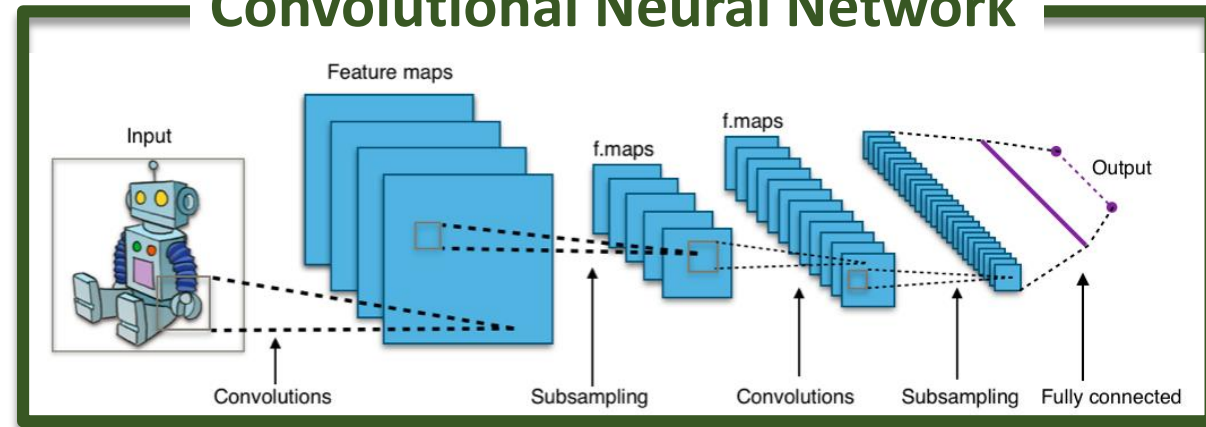 Convolutional Neural Network
Feature maps
Input
f.maps
f.maps
Output
Convolutions
Subsampling
Convolutions
Subsampling
Fully connected